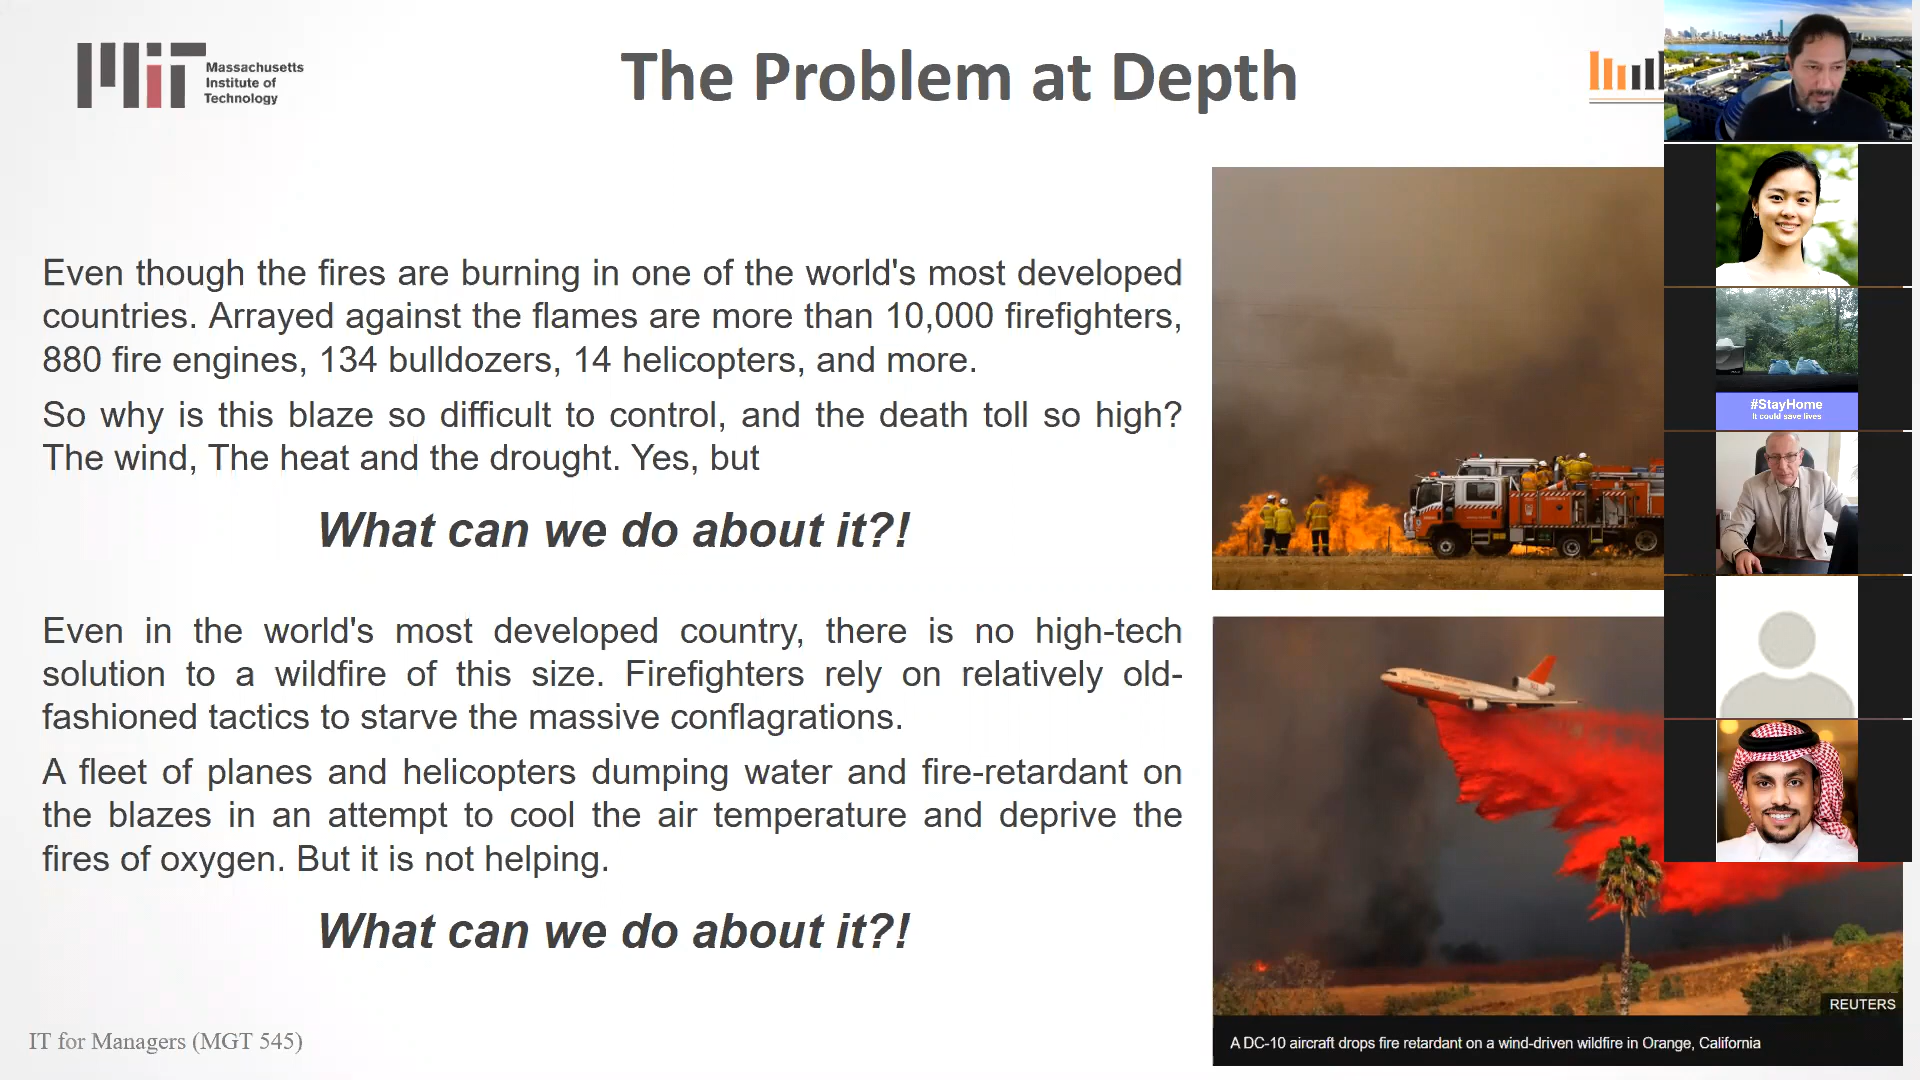 Massachusetts
Institute of
Technology
The Problem at Depth
Even though the fires are burning in one of the world's most developed
countries. Arrayed against the flames are more than 10,000 firefighters,
880 fire engines, 134 bulldozers, 14 helicopters, and more.
So why is this blaze so difficult to control, and the death toll so high?
The wind, The heat and the drought. Yes, but
What can we do about it?!
Even in the world's most developed country, there is no high-tech
solution to a wildfire of this size. Firefighters rely on relatively old-
fashioned tactics to starve the massive conflagrations.
A fleet of planes and helicopters dumping water and fire-retardant on
the blazes in an attempt to cool the air temperature and deprive the
fires of oxygen. But it is not helping.
What can we do about it?!
IT for Managers (MGT 545)
#StayHome
It could save lives
REUTERS
A DC-10 aircraft drops fire retardant on a wind-driven wildfire in Orange, California